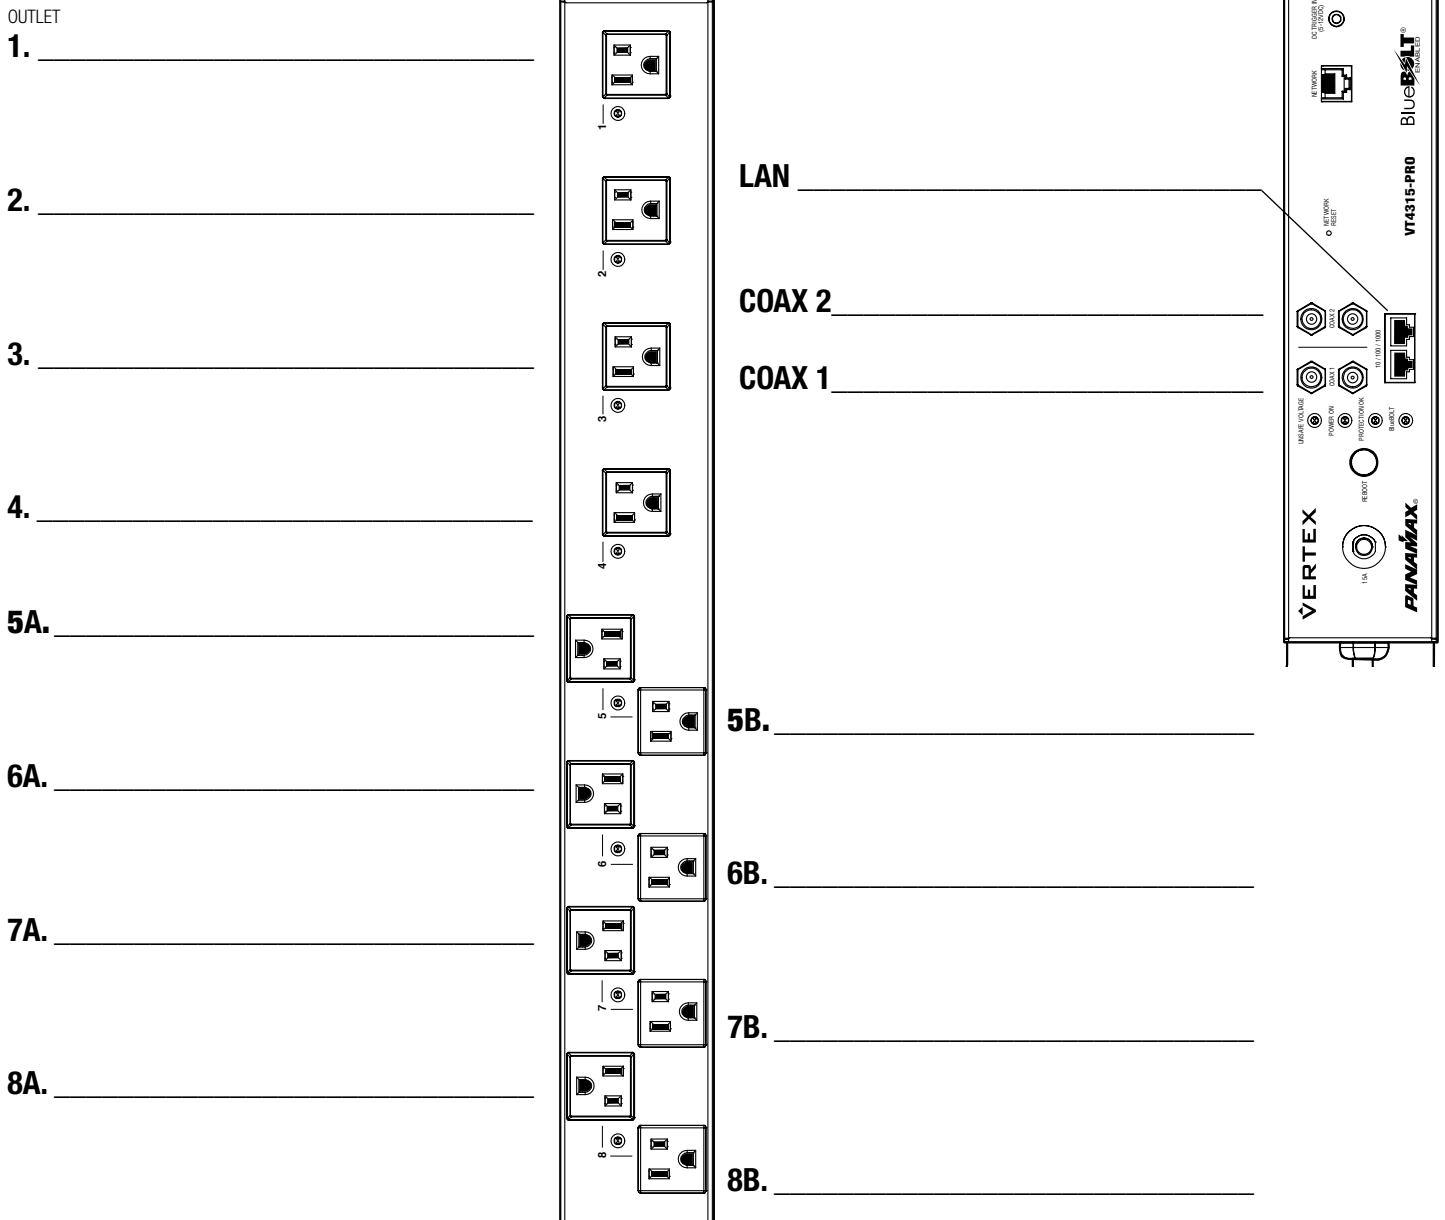 OUTLET
1.
2.
3.
4.
5A.
6A.
7A.
8A.
1
2
3
4
5
6
7
8
LAN
COAX 2
COAX 1
5B.
6B.
7B.
8B.
DC TRIGGER IN
(5-12VDC)
NETWORK
BlueBOLT®
ENABLED
NETWORK
RESET
VT4315-PRO
COAX 2
COAX 1
10 / 100 / 1000
UNSAFE VOLTAGE
POWER ON
PROTECTION OK
BlueBOLT
REBOOT
15A
VERTEX
PANAMAX®